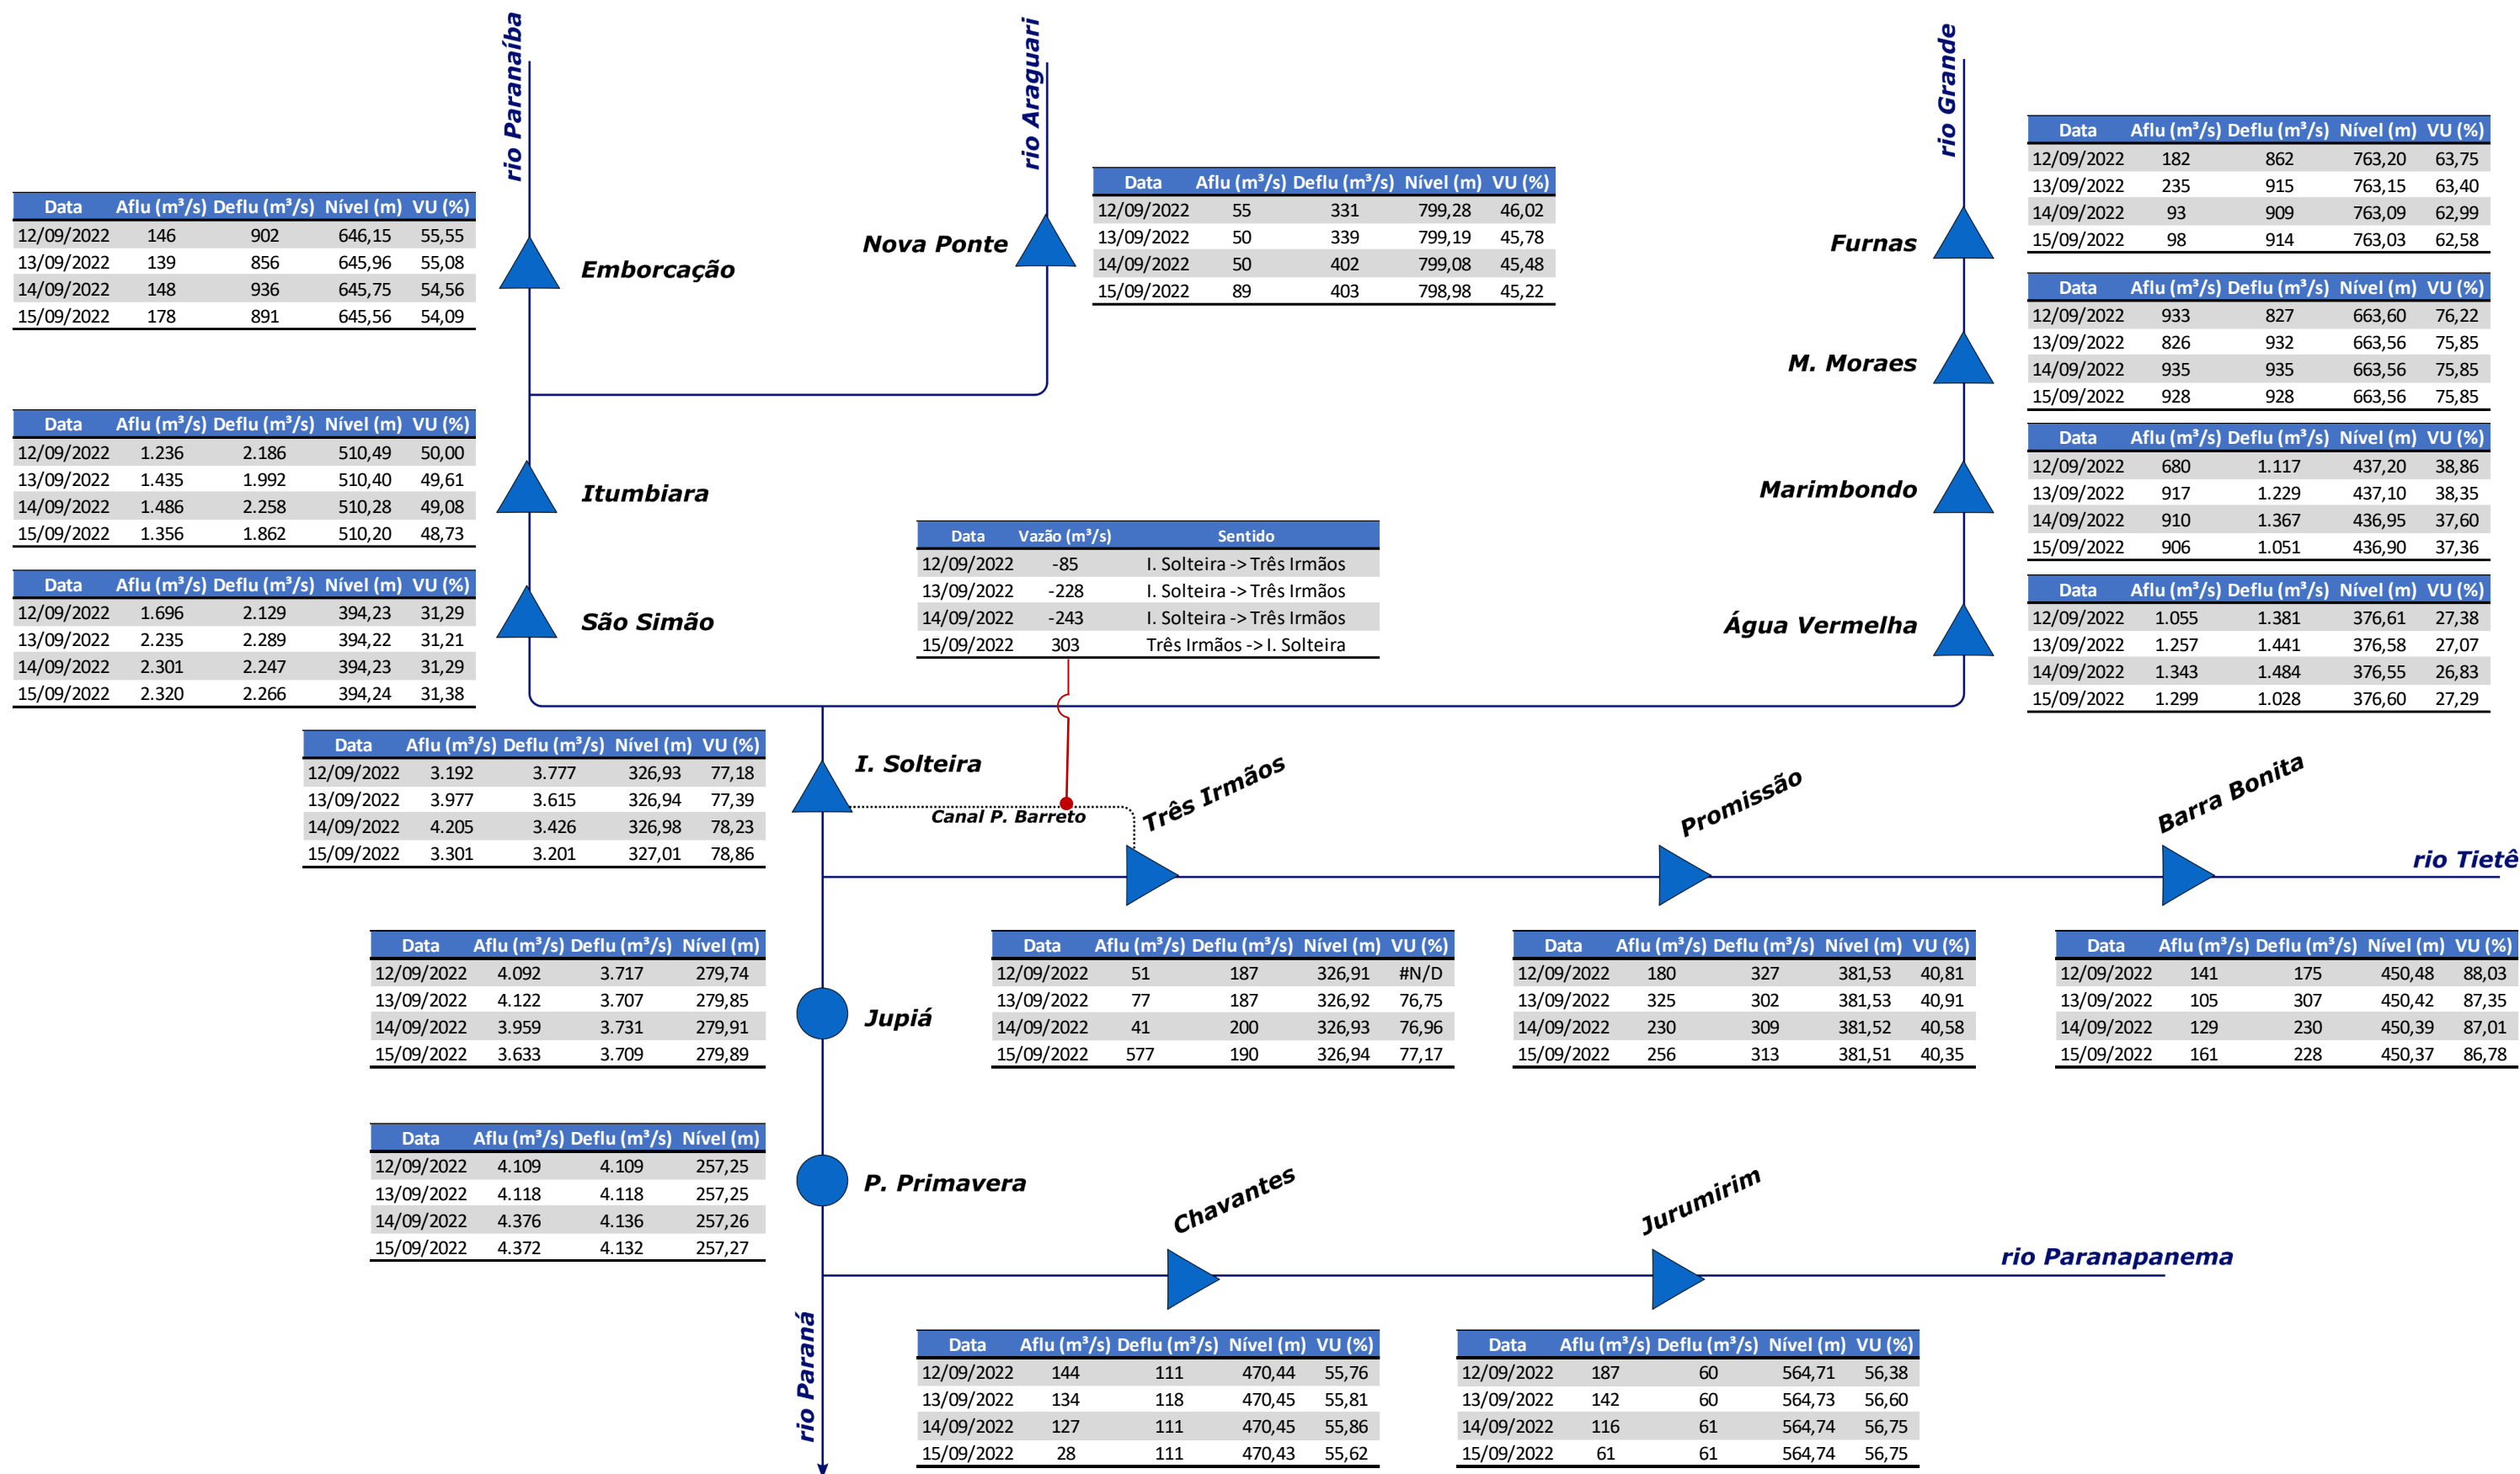 rio Paranaíba
rio Araguari
rio Grande
Data Aflu (m³/s) Deflu (m³/s) Nível (m) VU (%)
12/09/2022 146 902 646,15 55,55
13/09/2022 139 856 645,96 55,08
14/09/2022 148 936 645,75 54,56
15/09/2022 178 891 645,56 54,09
Emborcação
Nova Ponte
Data Aflu (m³/s) Deflu (m³/s) Nível (m) VU (%)
12/09/2022 55 331 799,28 46,02
13/09/2022 50 339 799,19 45,78
14/09/2022 50 402 799,08 45,48
15/09/2022 89 403 798,98 45,22
Furnas
Data Aflu (m³/s) Deflu (m³/s) Nível (m) VU (%)
12/09/2022 182 862 763,20 63,75
13/09/2022 235 915 763,15 63,40
14/09/2022 93 909 763,09 62,99
15/09/2022 98 914 763,03 62,58
M. Moraes
Data Aflu (m³/s) Deflu (m³/s) Nível (m) VU (%)
12/09/2022 933 827 663,60 76,22
13/09/2022 826 932 663,56 75,85
14/09/2022 935 935 663,56 75,85
15/09/2022 928 928 663,56 75,85
Data Aflu (m³/s) Deflu (m³/s) Nível (m) VU (%)
12/09/2022 1.236 2.186 510,49 50,00
13/09/2022 1.435 1.992 510,40 49,61
14/09/2022 1.486 2.258 510,28 49,08
15/09/2022 1.356 1.862 510,20 48,73
Itumbiara
Marimbondo
Data Aflu (m³/s) Deflu (m³/s) Nível (m) VU (%)
12/09/2022 680 1.117 437,20 38,86
13/09/2022 917 1.229 437,10 38,35
14/09/2022 910 1.367 436,95 37,60
15/09/2022 906 1.051 436,90 37,36
Data Aflu (m³/s) Deflu (m³/s) Nível (m) VU (%)
12/09/2022 1.696 2.129 394,23 31,29
13/09/2022 2.235 2.289 394,22 31,21
14/09/2022 2.301 2.247 394,23 31,29
15/09/2022 2.320 2.266 394,24 31,38
São Simão
Data Vazão (m³/s) Sentido
12/09/2022 -85 I. Solteira -> Três Irmãos
13/09/2022 -228 I. Solteira -> Três Irmãos
14/09/2022 -243 I. Solteira -> Três Irmãos
15/09/2022 303 Três Irmãos -> I. Solteira
Água Vermelha
Data Aflu (m³/s) Deflu (m³/s) Nível (m) VU (%)
12/09/2022 1.055 1.381 376,61 27,38
13/09/2022 1.257 1.441 376,58 27,07
14/09/2022 1.343 1.484 376,55 26,83
15/09/2022 1.299 1.028 376,60 27,29
Data Aflu (m³/s) Deflu (m³/s) Nível (m) VU (%)
12/09/2022 3.192 3.777 326,93 77,18
13/09/2022 3.977 3.615 326,94 77,39
14/09/2022 4.205 3.426 326,98 78,23
15/09/2022 3.301 3.201 327,01 78,86
I. Solteira
Canal P. Barreto
Três Irmãos
Promissão
Barra Bonita
rio Tietê
Data Aflu (m³/s) Deflu (m³/s) Nível (m)
12/09/2022 4.092 3.717 279,74
13/09/2022 4.122 3.707 279,85
14/09/2022 3.959 3.731 279,91
15/09/2022 3.633 3.709 279,89
Jupiá
Data Aflu (m³/s) Deflu (m³/s) Nível (m) VU (%)
12/09/2022 51 187 326,91 #N/D
13/09/2022 77 187 326,92 76,75
14/09/2022 41 200 326,93 76,96
15/09/2022 577 190 326,94 77,17
Data Aflu (m³/s) Deflu (m³/s) Nível (m) VU (%)
12/09/2022 180 327 381,53 40,81
13/09/2022 325 302 381,53 40,91
14/09/2022 230 309 381,52 40,58
15/09/2022 256 313 381,51 40,35
Data Aflu (m³/s) Deflu (m³/s) Nível (m) VU (%)
12/09/2022 141 175 450,48 88,03
13/09/2022 105 307 450,42 87,35
14/09/2022 129 230 450,39 87,01
15/09/2022 161 228 450,37 86,78
Data Aflu (m³/s) Deflu (m³/s) Nível (m)
12/09/2022 4.109 4.109 257,25
13/09/2022 4.118 4.118 257,25
14/09/2022 4.376 4.136 257,26
15/09/2022 4.372 4.132 257,27
P. Primavera
Chavantes
Jurumirim
rio Paranapanema
rio Paraná
Data Aflu (m³/s) Deflu (m³/s) Nível (m) VU (%)
12/09/2022 144 111 470,44 55,76
13/09/2022 134 118 470,45 55,81
14/09/2022 127 111 470,45 55,86
15/09/2022 28 111 470,43 55,62
Data Aflu (m³/s) Deflu (m³/s) Nível (m) VU (%)
12/09/2022 187 60 564,71 56,38
13/09/2022 142 60 564,73 56,60
14/09/2022 116 61 564,74 56,75
15/09/2022 61 61 564,74 56,75